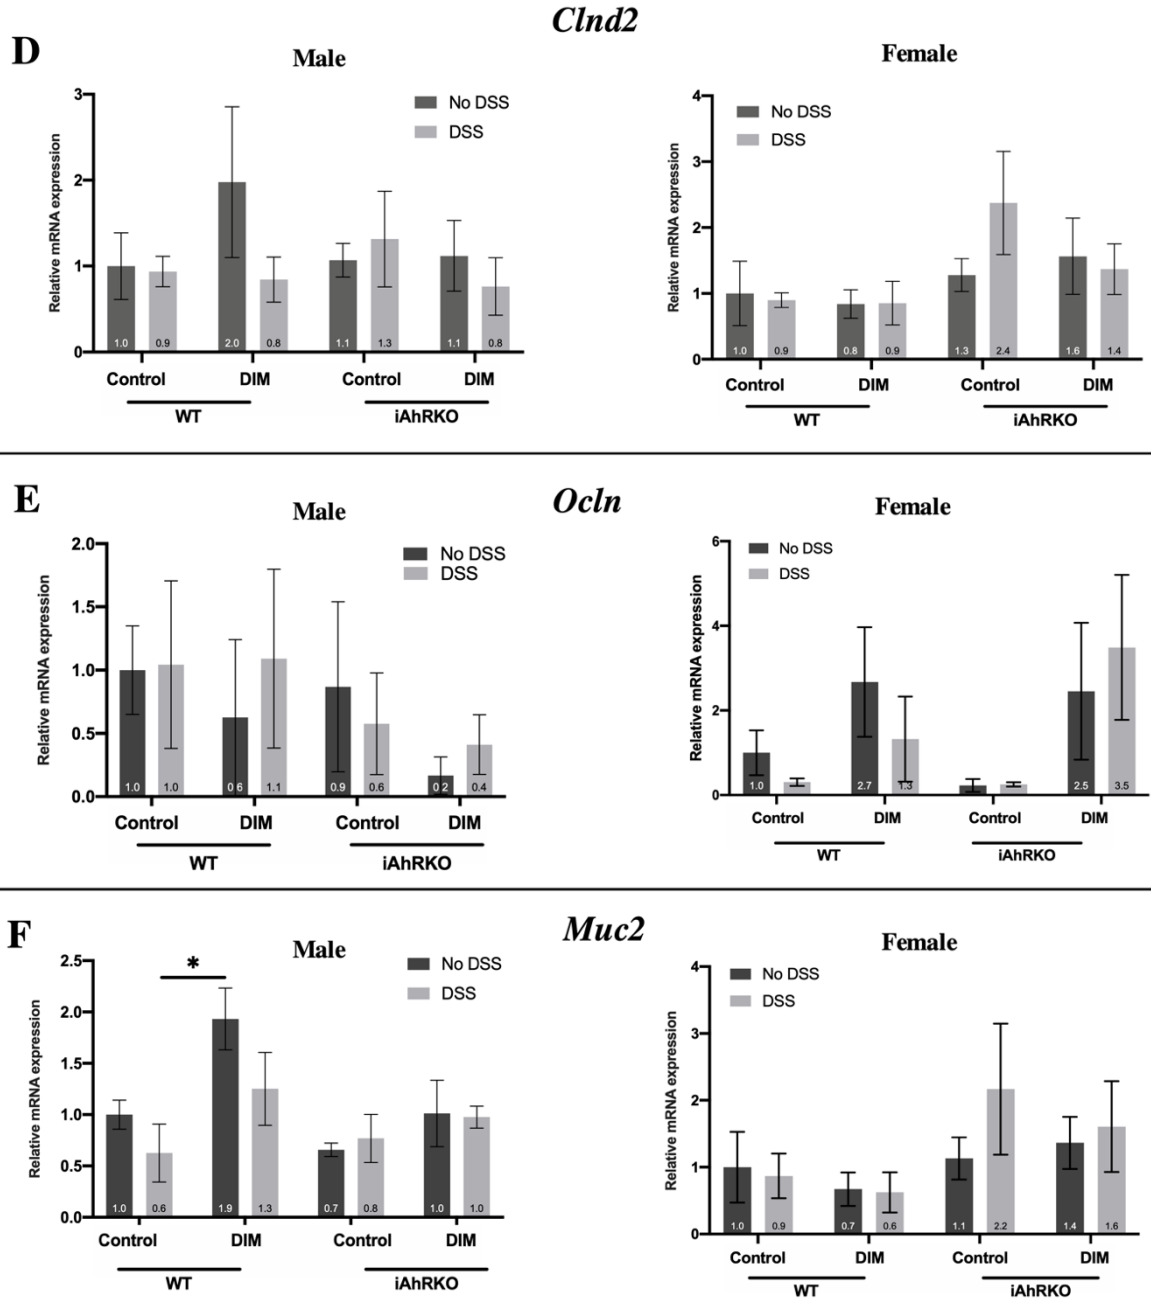 Clnd2
D
Male
Female
3
2
1
0
Relative mRNA expression
No DSS
DSS
1.0 0.9 2.0 0.8 1.1 1.3 1.1 0.8
Control DIM Control DIM
WT iAhRKO
4
3
2
1
0
Relative mRNA expression
No DSS
DSS
1.0 0.9 0.8 0.9 1.3 2.4 1.6 1.4
Control DIM Control DIM
WT iAhRKO
E
Ocln
Male
Female
2.0
1.5
1.0
0.5
0.0
Relative mRNA expression
No DSS
DSS
1.0 1.0 0.6 1.1 0.9 0.6 0.2 0.4
Control DIM Control DIM
WT iAhRKO
6
4
2
0
Relative mRNA expression
No DSS
DSS
1.0 2.7 1.3 2.5 3.5
Control DIM Control DIM
WT iAhRKO
F
Muc2
Male
Female
2.5
2.0
1.5
1.0
0.5
0.0
Relative mRNA expression
*
No DSS
DSS
1.0 0.6 1.9 1.3 0.7 0.8 1.0 1.0
Control DIM Control DIM
WT iAhRKO
4
3
2
1
0
Relative mRNA expression
No DSS
DSS
1.0 0.9 0.7 0.6 1.1 2.2 1.4 1.6
Control DIM Control DIM
WT iAhRKO